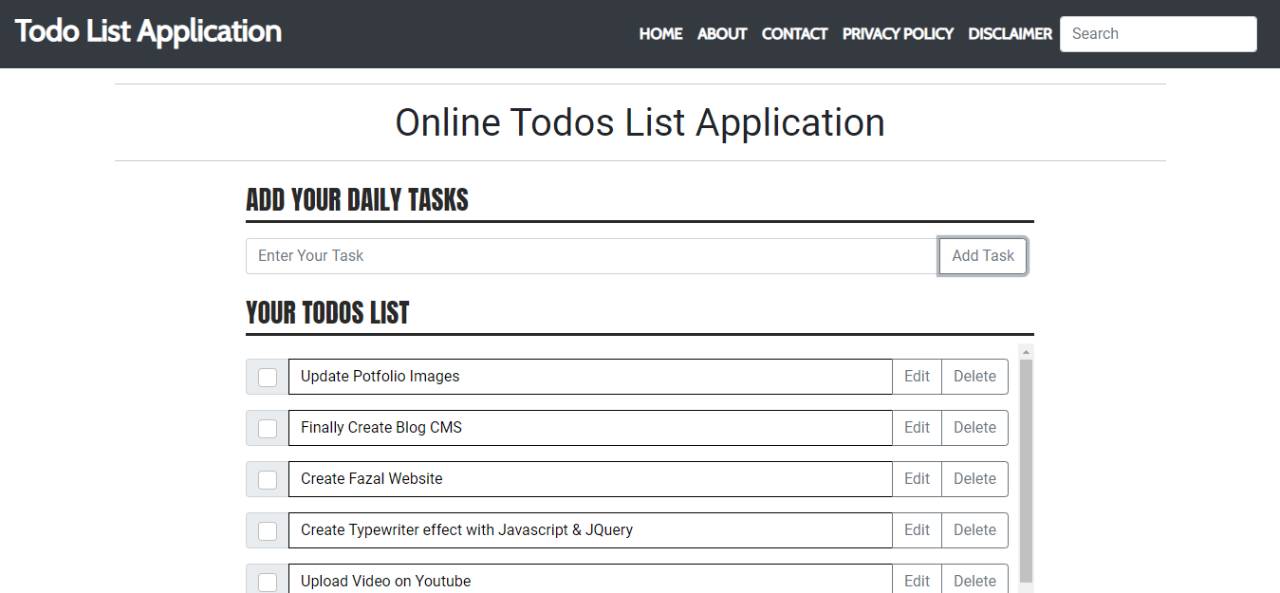 Todo List Application
HOME ABOUT CONTACT PRIVACY POLICY DISCLAIMER Search
Online Todos List Application
ADD YOUR DAILY TASKS
Enter Your Task Add Task
YOUR TODOS LIST
Update Potfolio Images Edit Delete
Finally Create Blog CMS Edit Delete
Create Fazal Website Edit Delete
Create Typewriter effect with Javascript & JQuery Edit Delete
Upload Video on Youtube Edit Delete